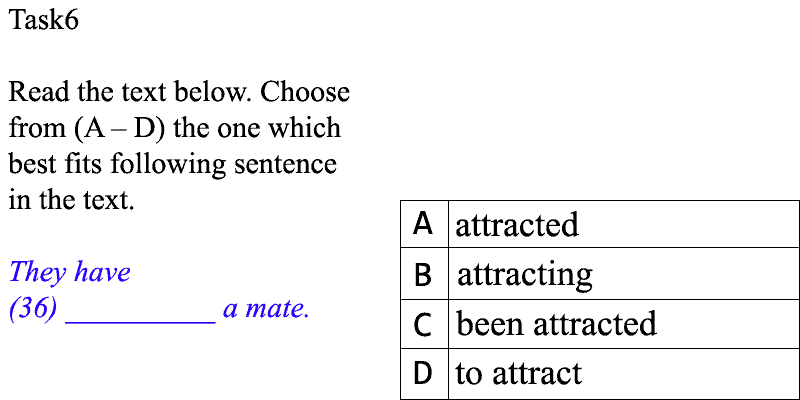 Task6
Read the text below. Choose
from (A – D) the one which
best fits following sentence
in the text.
They have
(36) ___________ a mate.
A attracted
B attracting
C been attracted
D to attract